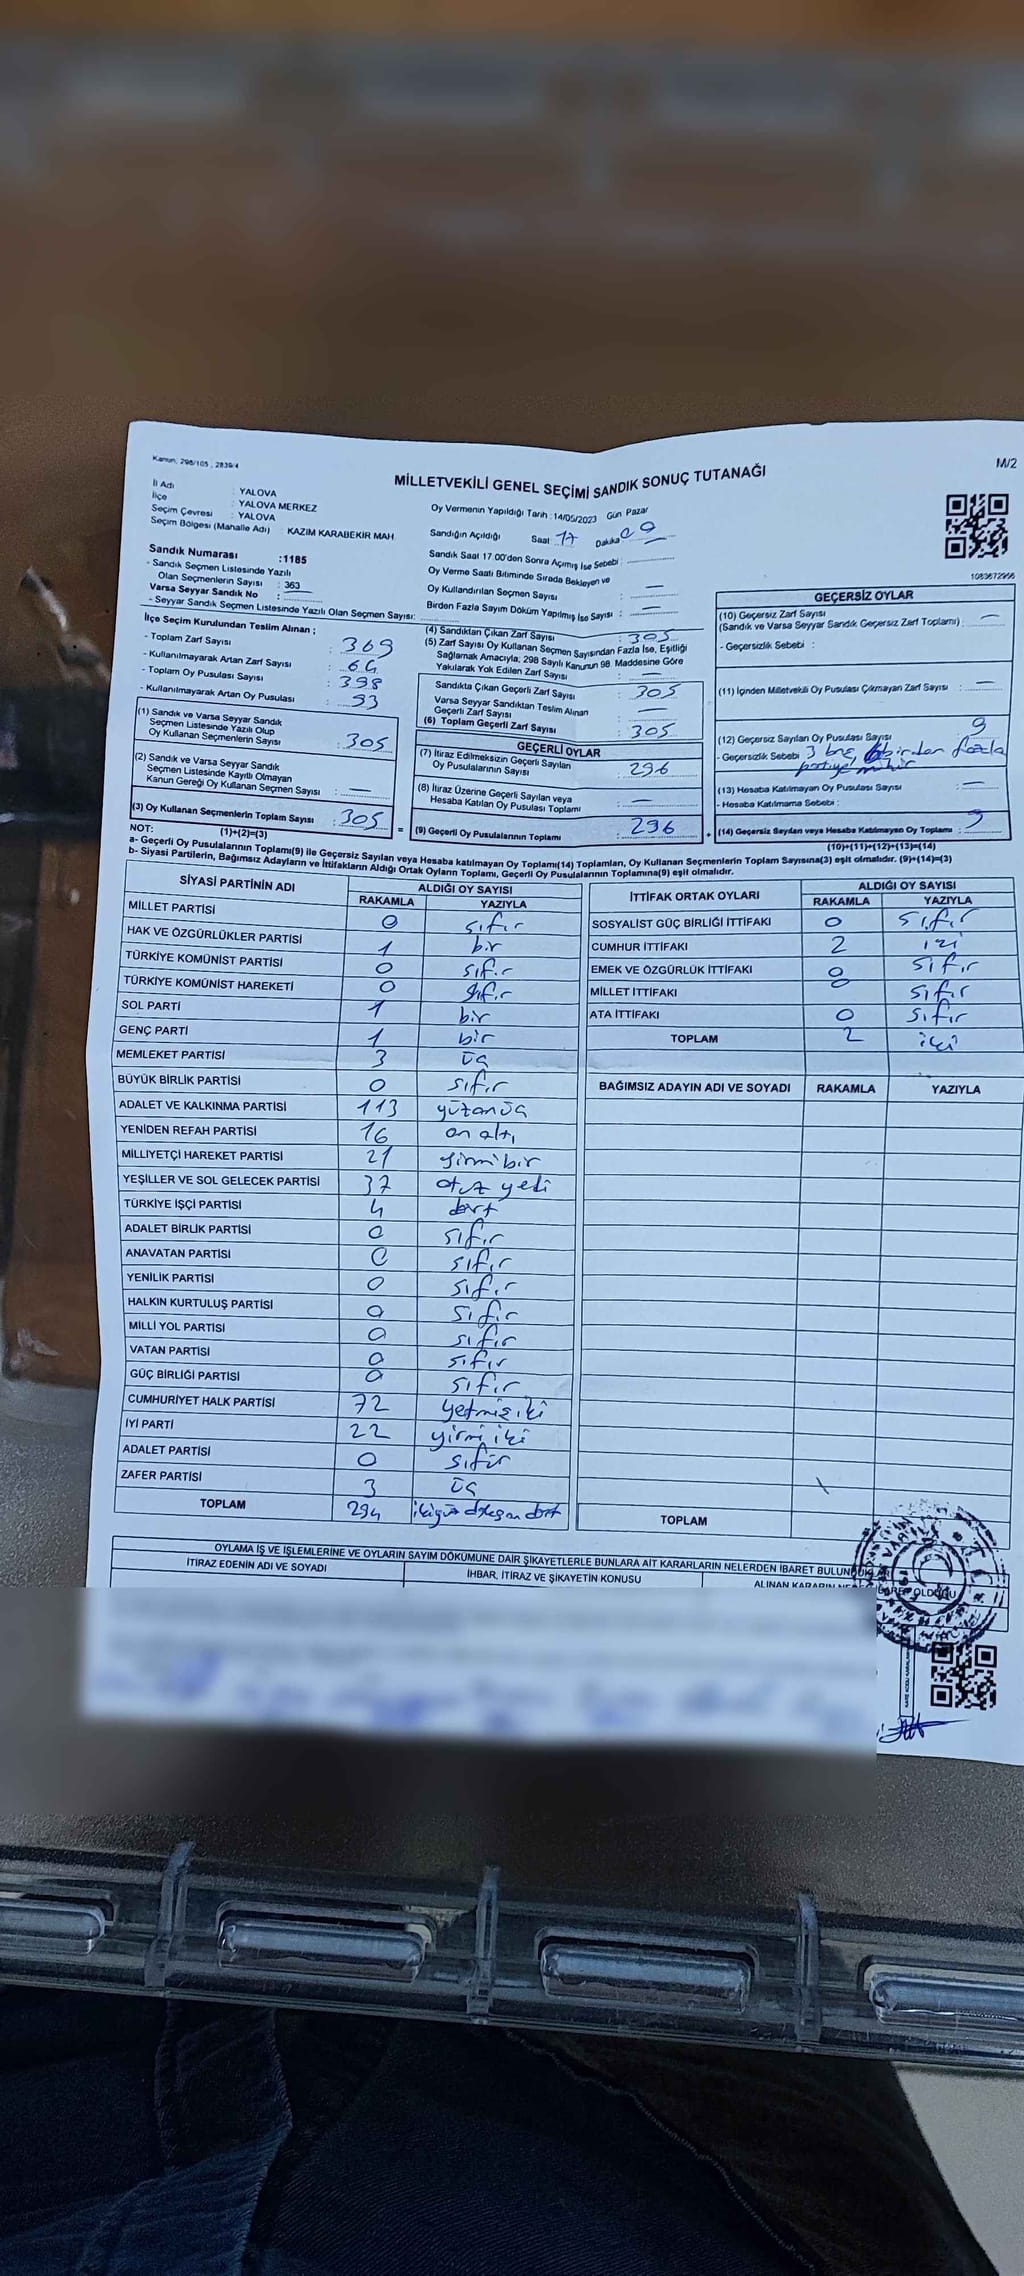 Kanun, 298/105 , 2839/4
M/2
MİLLETVEKİLİ GENEL SEÇİMİ SANDIK SONUÇ TUTANAĞI
İl Adı : YALOVA
İlçe : YALOVA MERKEZ
Seçim Çevresi : YALOVA
Seçim Bölgesi (Mahalle Adı) : KAZIM KARABEKİR MAH
Oy Vermenin Yapıldığı Tarih :14/05/2023 Gün Pazar
Sandığın Açıldığı Saat 17 Dakika 09
Sandık Saat 17.00'den Sonra Açımış İse Sebebi :
Oy Verme Saati Bitiminde Sırada Bekleyen ve
Oy Kullandırılan Seçmen Sayısı : —
Birden Fazla Sayım Döküm Yapılmış İse Sayısı : —
1083672956
Sandık Numarası :1185
- Sandık Seçmen Listesinde Yazılı
Olan Seçmenlerin Sayısı : 363
Varsa Seyyar Sandık No :
- Seyyar Sandık Seçmen Listesinde Yazılı Olan Seçmen Sayısı:
İlçe Seçim Kurulundan Teslim Alınan ;
- Toplam Zarf Sayısı : 369
- Kullanılmayarak Artan Zarf Sayısı : 64
- Toplam Oy Pusulası Sayısı : 398
- Kullanılmayarak Artan Oy Pusulası : 93
(1) Sandık ve Varsa Seyyar Sandık
Seçmen Listesinde Yazılı Olup
Oy Kullanan Seçmenlerin Sayısı : 305
(2) Sandık ve Varsa Seyyar Sandık
Seçmen Listesinde Kayıtlı Olmayan
Kanun Gereği Oy Kullanan Seçmen Sayısı : —
(3) Oy Kullanan Seçmenlerin Toplam Sayısı : 305
(1)+(2)=(3)
(4) Sandıktan Çıkan Zarf Sayısı : 305
(5) Zarf Sayısı Oy Kullanan Seçmen Sayısından Fazla İse, Eşitliği
Sağlamak Amacıyla, 298 Sayılı Kanunun 98. Maddesine Göre
Yakılarak Yok Edilen Zarf Sayısı : —
Sandıkta Çıkan Geçerli Zarf Sayısı : 305
Varsa Seyyar Sandıktan Teslim Alınan
Geçerli Zarf Sayısı : —
(6) Toplam Geçerli Zarf Sayısı : 305
GEÇERLİ OYLAR
(7) İtiraz Edilmeksizin Geçerli Sayılan
Oy Pusulalarının Sayısı : 296
(8) İtiraz Üzerine Geçerli Sayılan veya
Hesaba Katılan Oy Pusulası Toplamı : —
= (9) Geçerli Oy Pusulalarının Toplamı : 296 +
GEÇERSİZ OYLAR
(10) Geçersiz Zarf Sayısı
(Sandık ve Varsa Seyyar Sandık Geçersiz Zarf Toplamı) : —
- Geçersizlik Sebebi :
(11) İçinden Milletvekili Oy Pusulası Çıkmayan Zarf Sayısı : —
(12) Geçersiz Sayılan Oy Pusulası Sayısı 9
- Geçersizlik Sebebi 3 birden fazla
(13) Hesaba Katılmayan Oy Pusulası Sayısı : —
- Hesaba Katılmama Sebebi :
(14) Geçersiz Sayılan veya Hesaba Katılmayan Oy Toplamı : 9
(10)+(11)+(12)+(13)=(14)
NOT:
a- Geçerli Oy Pusulalarının Toplamı(9) ile Geçersiz Sayılan veya Hesaba katılmayan Oy Toplamı(14) Toplamları, Oy Kullanan Seçmenlerin Toplam Sayısına(3) eşit olmalıdır. (9)+(14)=(3)
b- Siyasi Partilerin, Bağımsız Adayların ve İttifakların Aldığı Ortak Oyların Toplamı, Geçerli Oy Pusulalarının Toplamına(9) eşit olmalıdır.
SİYASİ PARTİNİN ADI ALDIĞI OY SAYISI
RAKAMLA YAZIYLA
MİLLET PARTİSİ 0 sıfır
HAK VE ÖZGÜRLÜKLER PARTİSİ 1 bir
TÜRKİYE KOMÜNİST PARTİSİ 0 sıfır
TÜRKİYE KOMÜNİST HAREKETİ 0 sıfır
SOL PARTİ 1 bir
GENÇ PARTİ 1 bir
MEMLEKET PARTİSİ 3 üç
BÜYÜK BİRLİK PARTİSİ 0 sıfır
ADALET VE KALKINMA PARTİSİ 113 yüzonüç
YENİDEN REFAH PARTİSİ 16 on altı
MİLLİYETÇİ HAREKET PARTİSİ 21 yirmi bir
YEŞİLLER VE SOL GELECEK PARTİSİ 37 otuz yedi
TÜRKİYE İŞÇİ PARTİSİ 4 dört
ADALET BİRLİK PARTİSİ 0 sıfır
ANAVATAN PARTİSİ 0 sıfır
YENİLİK PARTİSİ 0 sıfır
HALKIN KURTULUŞ PARTİSİ 0 sıfır
MİLLİ YOL PARTİSİ 0 sıfır
VATAN PARTİSİ 0 sıfır
GÜÇ BİRLİĞİ PARTİSİ 0 sıfır
CUMHURİYET HALK PARTİSİ 72 yetmiş iki
İYİ PARTİ 22 yirmi iki
ADALET PARTİSİ 0 sıfır
ZAFER PARTİSİ 3 üç
TOPLAM 294 ikiyüz doksan dört
İTTİFAK ORTAK OYLARI ALDIĞI OY SAYISI
RAKAMLA YAZIYLA
SOSYALİST GÜÇ BİRLİĞİ İTTİFAKI 0 sıfır
CUMHUR İTTİFAKI 2 iki
EMEK VE ÖZGÜRLÜK İTTİFAKI 0 sıfır
MİLLET İTTİFAKI 0 sıfır
ATA İTTİFAKI 0 sıfır
TOPLAM 2 iki
BAĞIMSIZ ADAYIN ADI VE SOYADI RAKAMLA YAZIYLA
TOPLAM
OYLAMA İŞ VE İŞLEMLERİNE VE OYLARIN SAYIM DÖKÜMÜNE DAİR ŞİKAYETLERLE BUNLARA AİT KARARLARIN NELERDEN İBARET BULUNDUĞU
İTİRAZ EDENİN ADI VE SOYADI İHBAR, İTİRAZ VE ŞİKAYETİN KONUSU ALINAN KARARIN NEDEN İBARET OLDUĞU